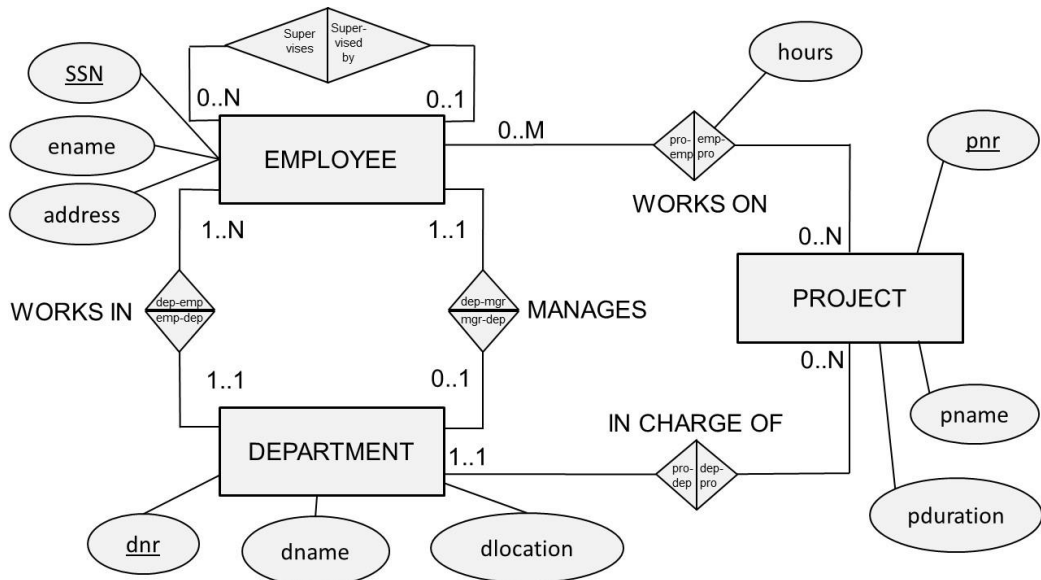 Super
vises
Super-
vised
by
hours
SSN
0..N
0..1
0..M
pro-
emp
emp-
pro
pnr
ename
EMPLOYEE
address
WORKS ON
1..N
1..1
0..N
WORKS IN
dep-emp
emp-dep
dep-mgr
mgr-dep
MANAGES
PROJECT
1..1
0..1
0..N
IN CHARGE OF
pname
DEPARTMENT
1..1
pro-
dep
dep-
pro
pduration
dnr
dname
dlocation